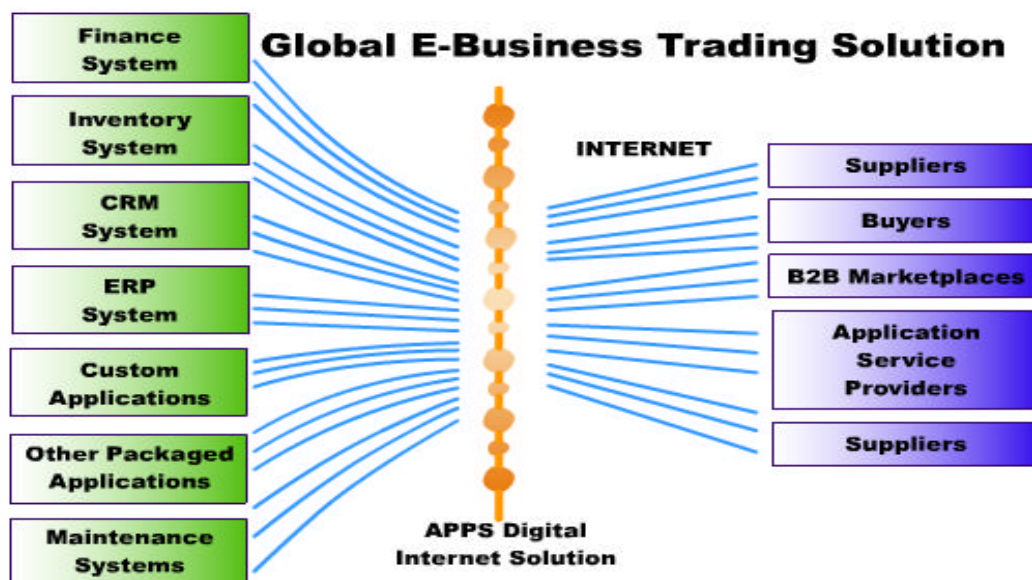 Global E-Business Trading Solution
Finance
System
Inventory
System
CRM
System
ERP
System
Custom
Applications
Other Packaged
Applications
Maintenance
Systems
APPS Digital
Internet Solution
INTERNET
Suppliers
Buyers
B2B Marketplaces
Application
Service
Providers
Suppliers